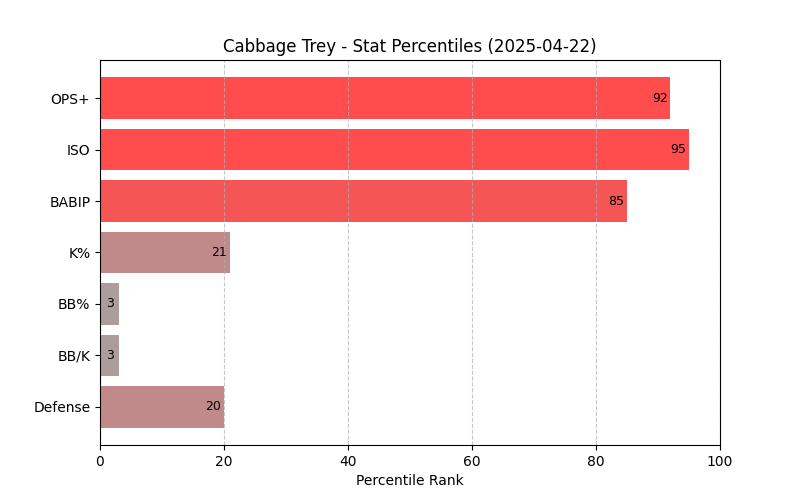 Cabbage Trey - Stat Percentiles (2025-04-22)
OPS+ 92
ISO 95
BABIP 85
K% 21
BB% 3
BB/K 3
Defense 20
0 20 40 60 80 100
Percentile Rank